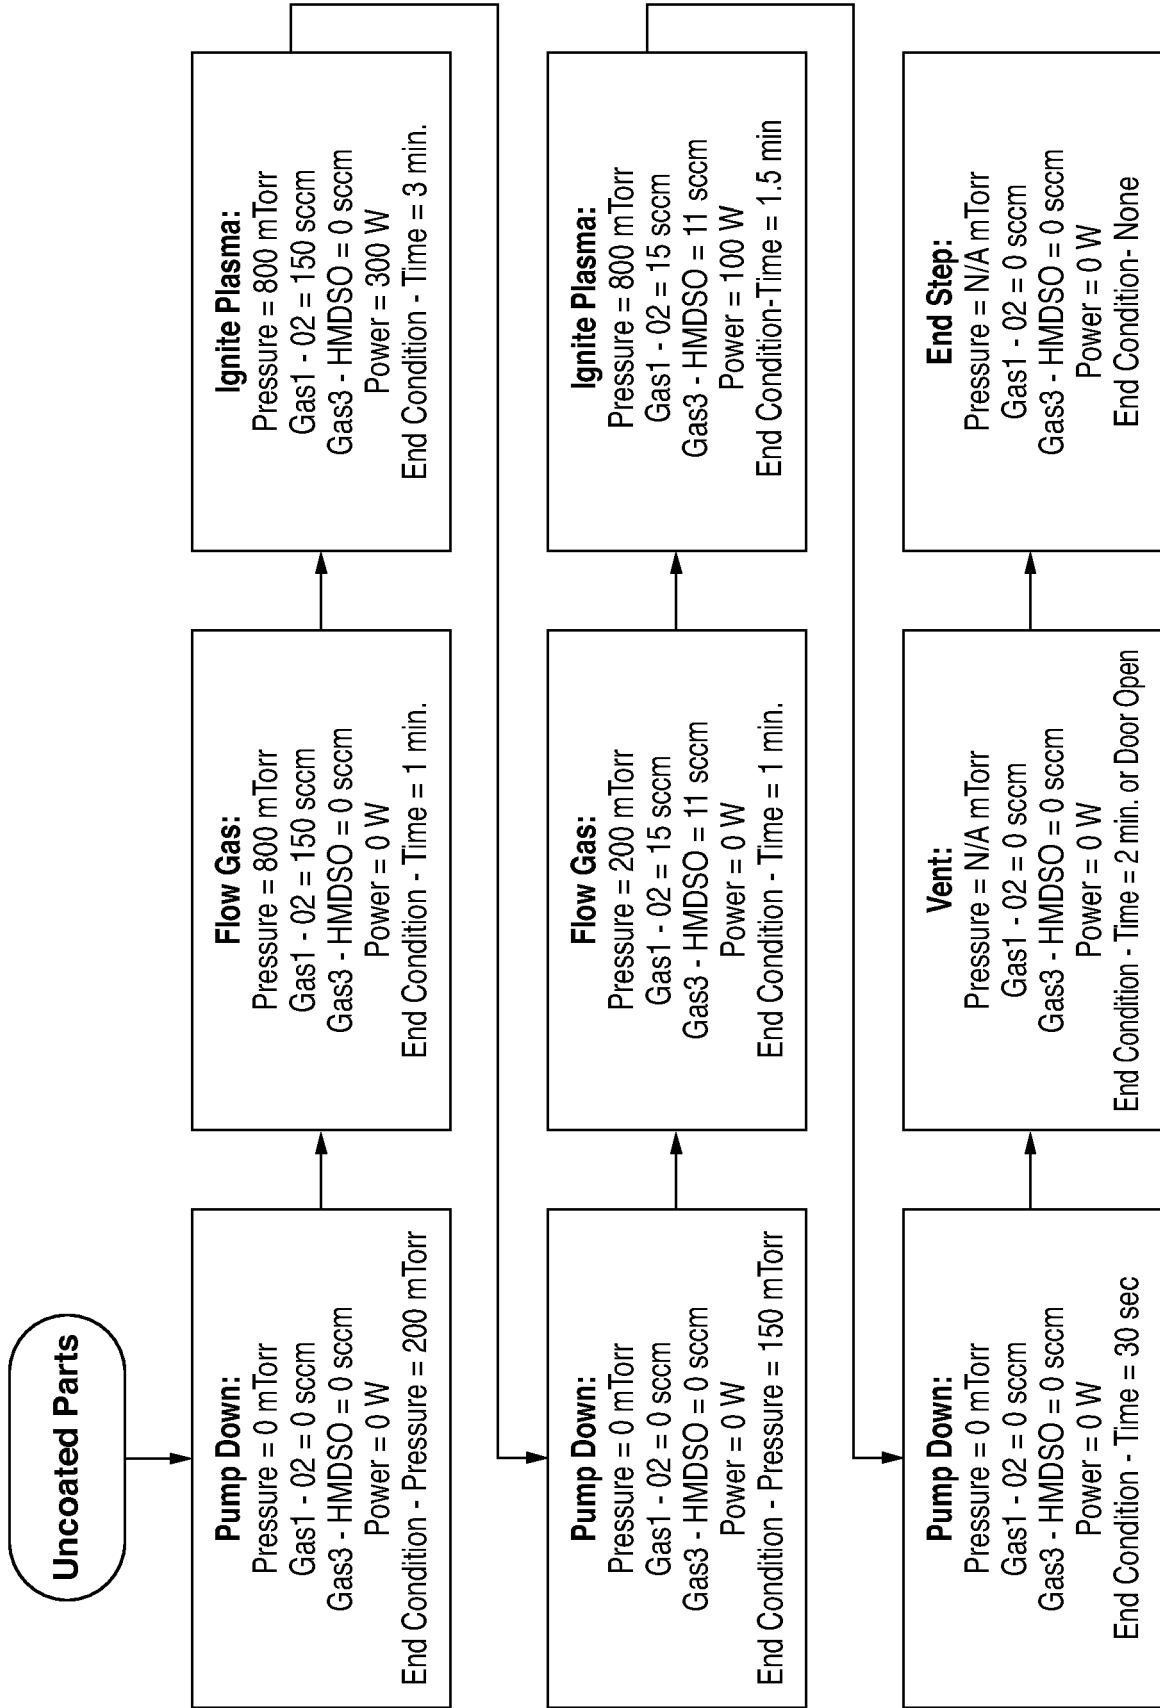 Uncoated Parts
Pump Down:
Pressure = 0 mTorr
Gas1 - 02 = 0 sccm
Gas3 - HMDSO = 0 sccm
Power = 0 W
End Condition - Pressure = 200 mTorr
Flow Gas:
Pressure = 800 mTorr
Gas1 - 02 = 150 sccm
Gas3 - HMDSO = 0 sccm
Power = 0 W
End Condition - Time = 1 min.
Ignite Plasma:
Pressure = 800 mTorr
Gas1 - 02 = 150 sccm
Gas3 - HMDSO = 0 sccm
Power = 300 W
End Condition - Time = 3 min.
Pump Down:
Pressure = 0 mTorr
Gas1 - 02 = 0 sccm
Gas3 - HMDSO = 0 sccm
Power = 0 W
End Condition - Pressure = 150 mTorr
Flow Gas:
Pressure = 200 mTorr
Gas1 - 02 = 15 sccm
Gas3 - HMDSO = 11 sccm
Power = 0 W
End Condition - Time = 1 min.
Ignite Plasma:
Pressure = 800 mTorr
Gas1 - 02 = 15 sccm
Gas3 - HMDSO = 11 sccm
Power = 100 W
End Condition-Time = 1.5 min
Pump Down:
Pressure = 0 mTorr
Gas1 - 02 = 0 sccm
Gas3 - HMDSO = 0 sccm
Power = 0 W
End Condition - Time = 30 sec
Vent:
Pressure = N/A mTorr
Gas1 - 02 = 0 sccm
Gas3 - HMDSO = 0 sccm
Power = 0 W
End Condition - Time = 2 min. or Door Open
End Step:
Pressure = N/A mTorr
Gas1 - 02 = 0 sccm
Gas3 - HMDSO = 0 sccm
Power = 0 W
End Condition- None